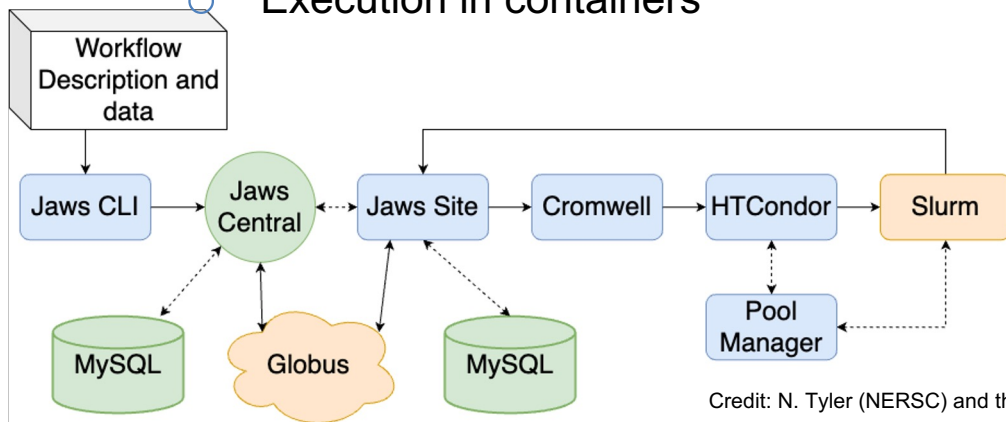 Execution in containers
Workflow
Description and
data
Jaws CLI
Jaws
Central
Jaws Site
Cromwell
HTCondor
Slurm
MySQL
Globus
MySQL
Pool
Manager
Credit: N. Tyler (NERSC) and